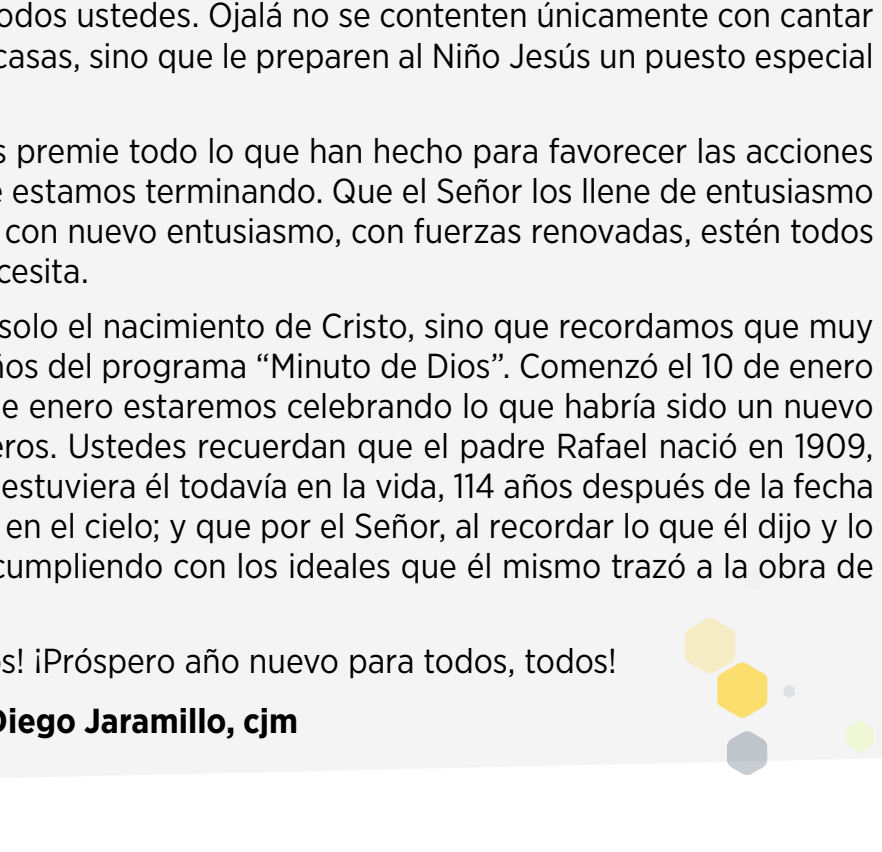 odos ustedes. Ojalá no se contenten únicamente con cantar
casas, sino que le preparen al Niño Jesús un puesto especial
s premie todo lo que han hecho para favorecer las acciones
e estamos terminando. Que el Señor los llene de entusiasmo
con nuevo entusiasmo, con fuerzas renovadas, estén todos
cesita.
solo el nacimiento de Cristo, sino que recordamos que muy
ños del programa “Minuto de Dios”. Comenzó el 10 de enero
e enero estaremos celebrando lo que habría sido un nuevo
eros. Ustedes recuerdan que el padre Rafael nació en 1909,
estuviera él todavía en la vida, 114 años después de la fecha
en el cielo; y que por el Señor, al recordar lo que él dijo y lo
cumpliendo con los ideales que él mismo trazó a la obra de
os! ¡Próspero año nuevo para todos, todos!
Diego Jaramillo, cjm